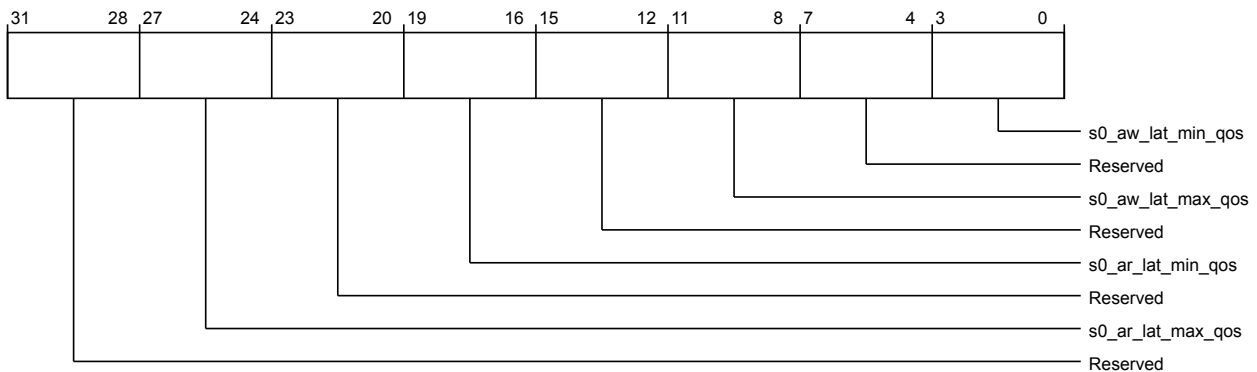 31 28 27 24 23 20 19 16 15 12 11 8 7 4 3 0
s0_aw_lat_min_qos
Reserved
s0_aw_lat_max_qos
Reserved
s0_ar_lat_min_qos
Reserved
s0_ar_lat_max_qos
Reserved